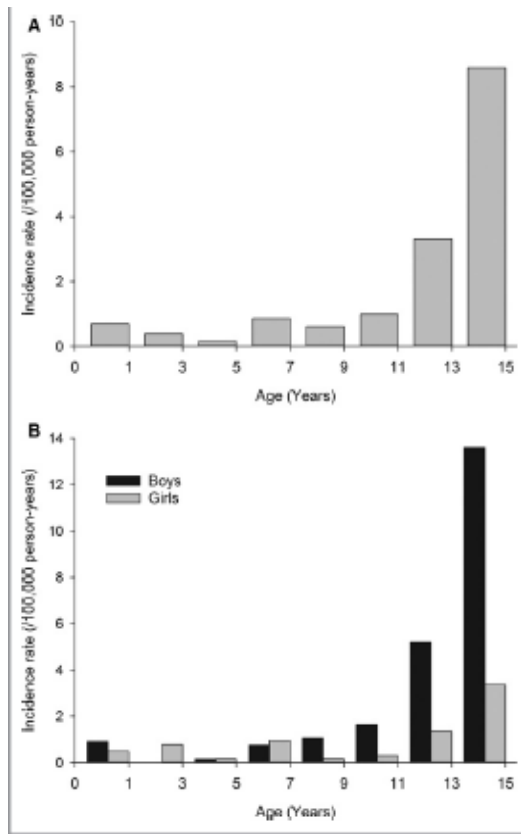 A
10
8
6
4
2
0
Incidence rate (/100,000 person-years)
0 1 3 5 7 9 11 13 15
Age (Years)
B
14
12
10
8
6
4
2
0
Incidence rate (/100,000 person-years)
Boys
Girls
0 1 3 5 7 9 11 13 15
Age (Years)